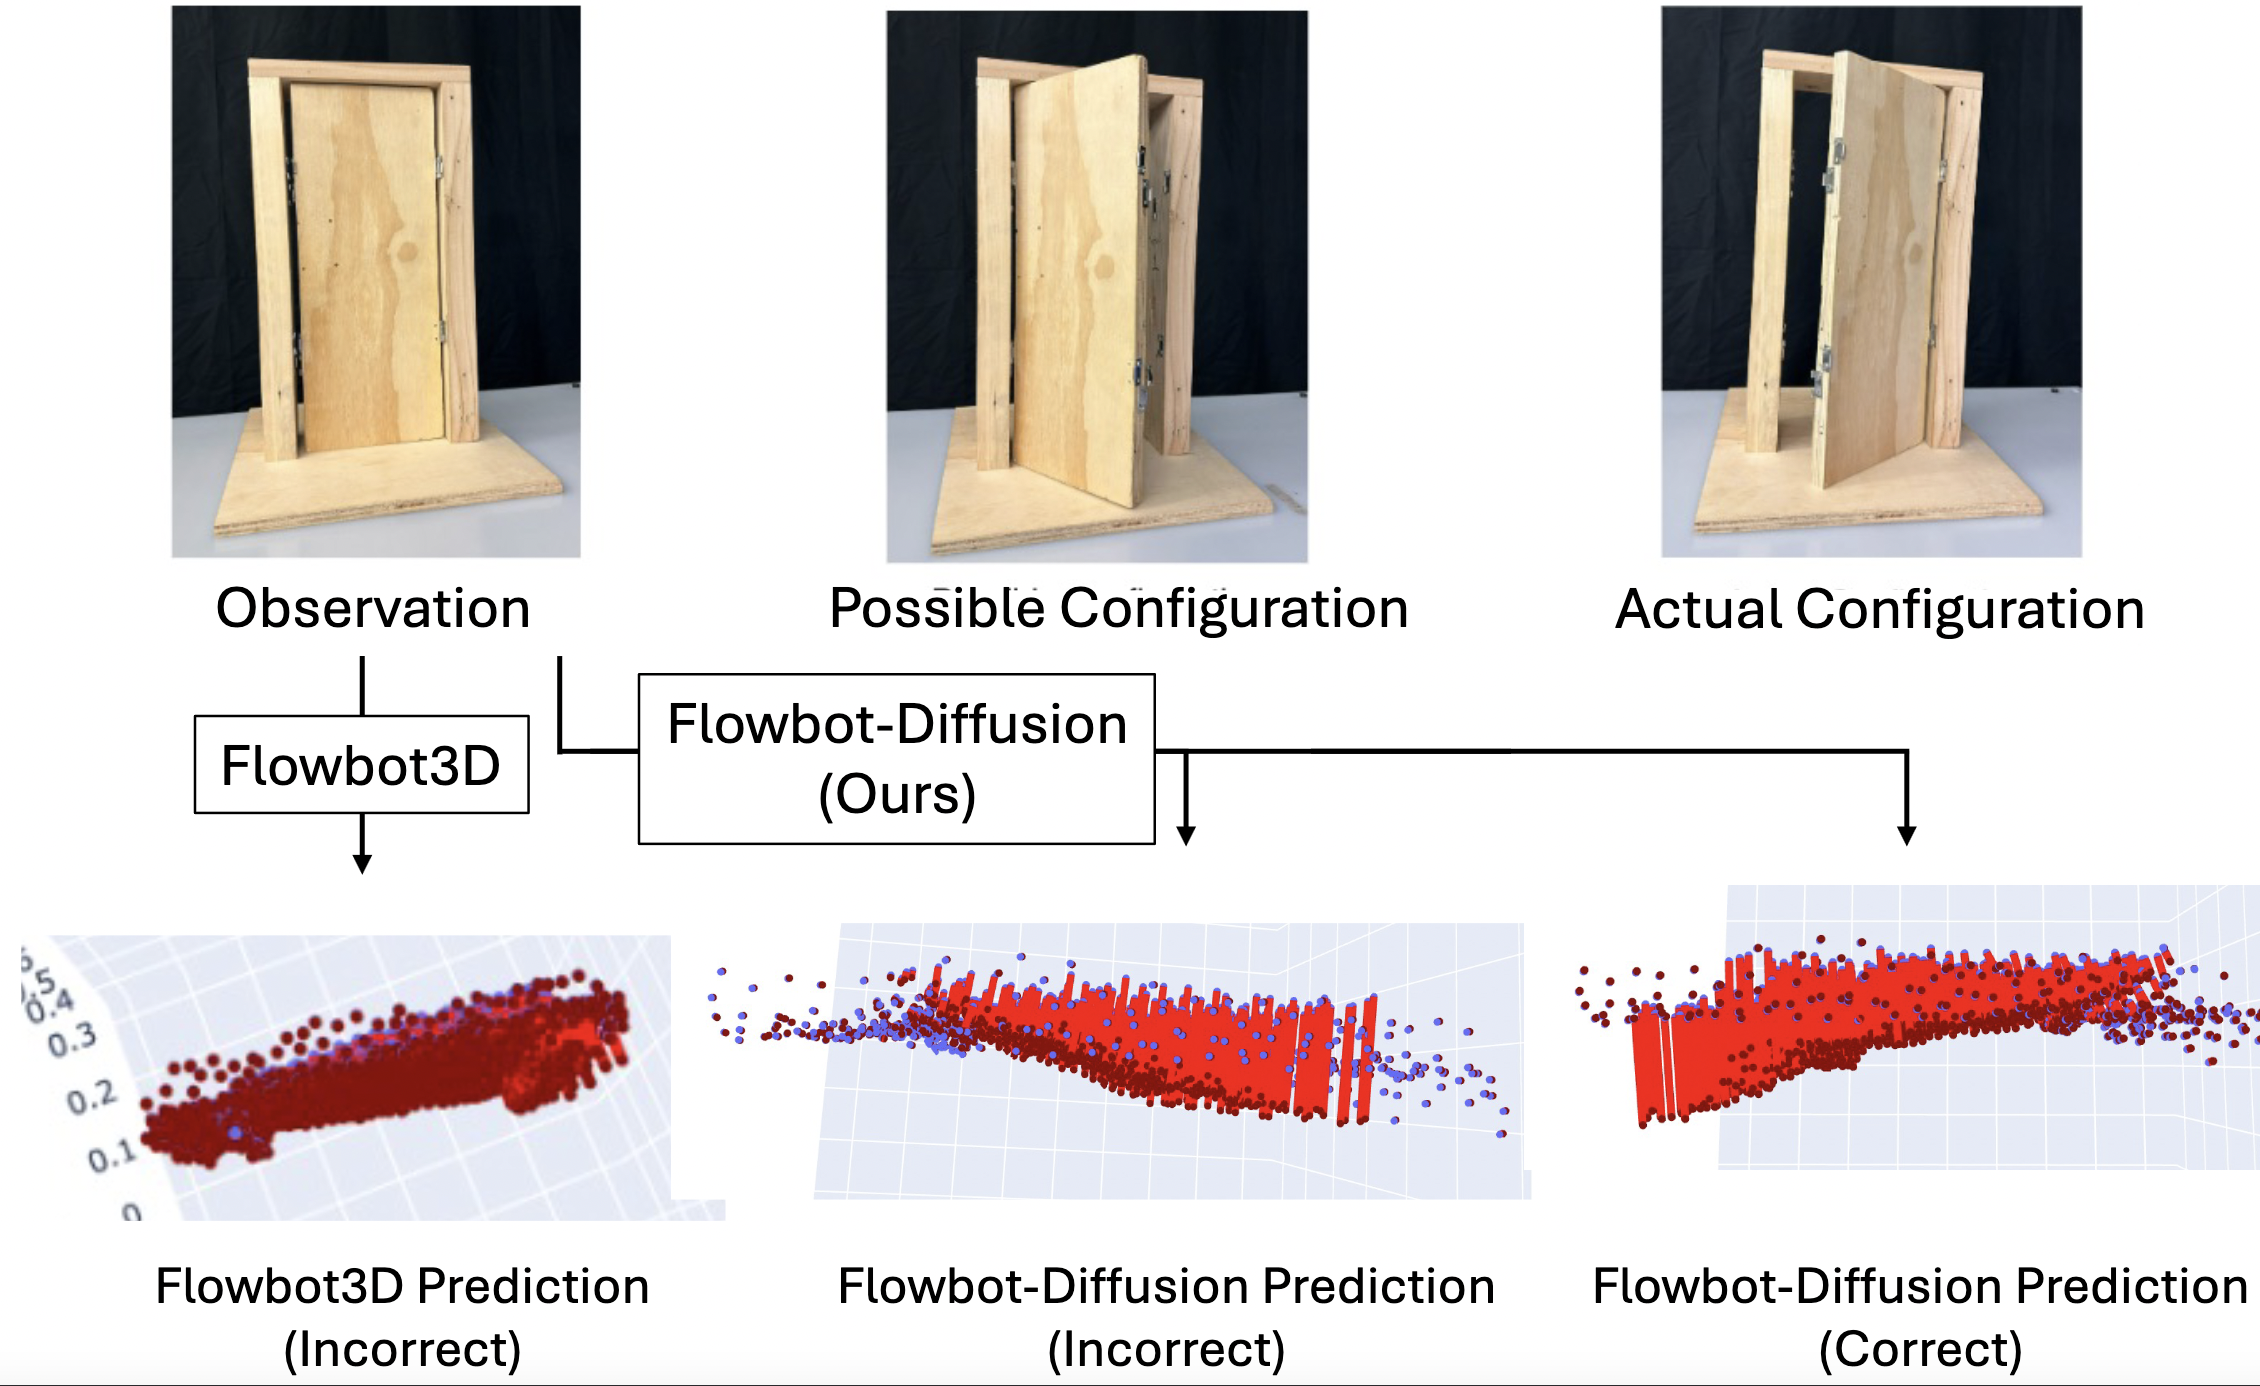 Observation
Possible Configuration
Actual Configuration
Flowbot3D
Flowbot-Diffusion
(Ours)
0.4
0.3
0.2
0.1
0
Flowbot3D Prediction
(Incorrect)
Flowbot-Diffusion Prediction
(Incorrect)
Flowbot-Diffusion Prediction
(Correct)